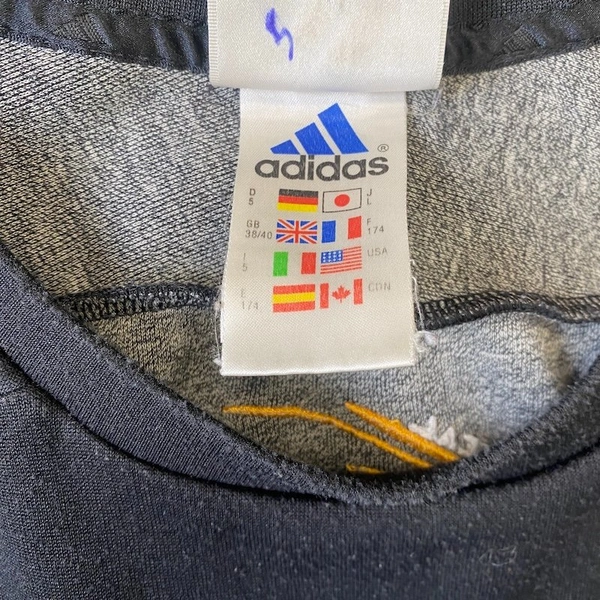 adidas ®
D 5 J L
GB 38/40 F 174
I 5 USA
E 174 CDN